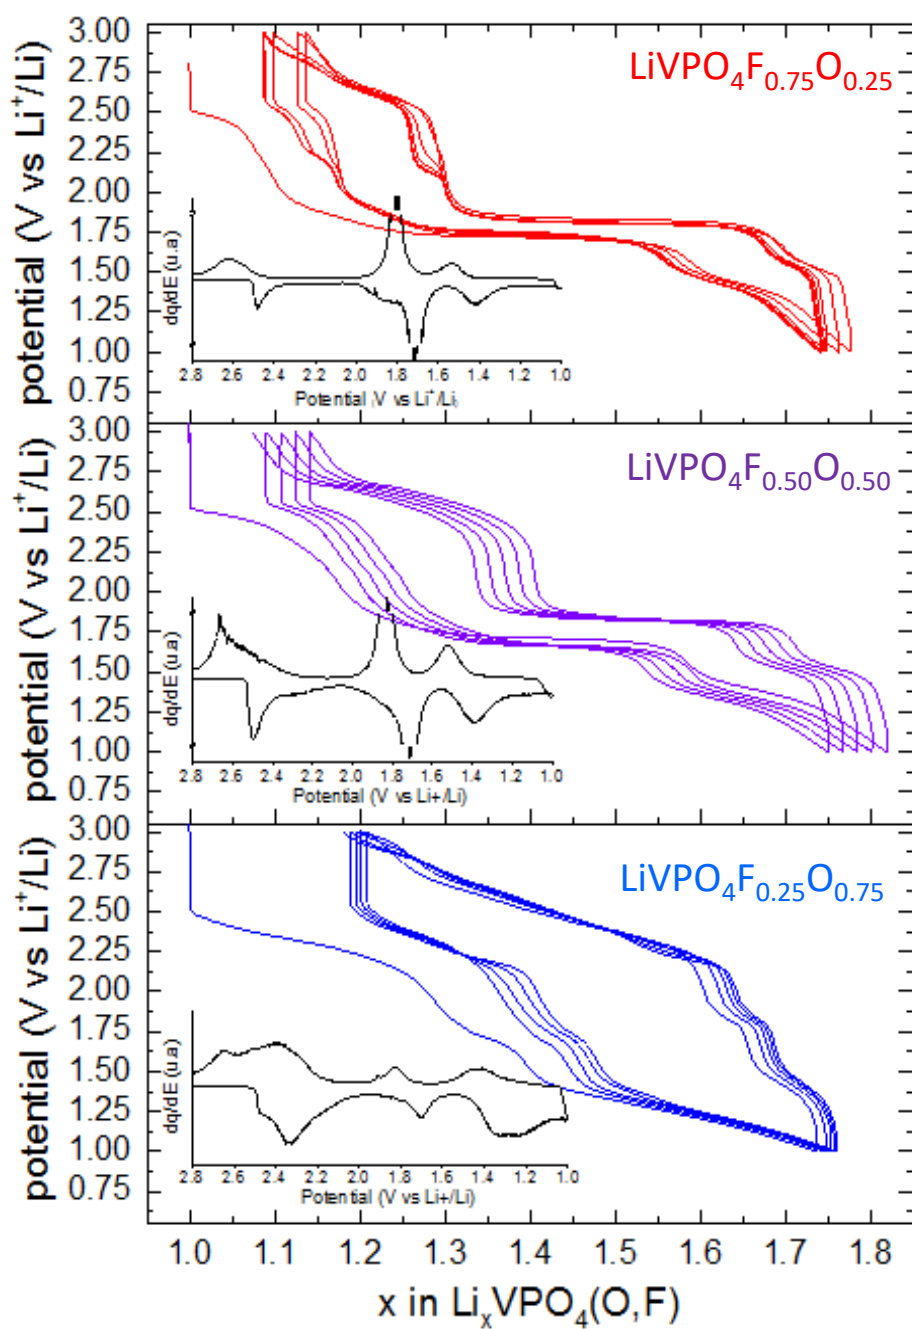 3.00
2.75
2.50
2.25
2.00
1.75
1.50
1.25
1.00
0.75
potential (V vs Li⁺/Li)
LiVPO₄F₀.₇₅O₀.₂₅
dq/dE (u.a)
2.8 2.6 2.4 2.2 2.0 1.8 1.6 1.4 1.2 1.0
Potential (V vs Li⁺/Li)
3.00
2.75
2.50
2.25
2.00
1.75
1.50
1.25
1.00
0.75
potential (V vs Li⁺/Li)
LiVPO₄F₀.₅₀O₀.₅₀
dq/dE (u.a)
2.8 2.6 2.4 2.2 2.0 1.8 1.6 1.4 1.2 1.0
Potential (V vs Li+/Li)
3.00
2.75
2.50
2.25
2.00
1.75
1.50
1.25
1.00
0.75
potential (V vs Li⁺/Li)
LiVPO₄F₀.₂₅O₀.₇₅
dq/dE (u.a)
2.8 2.6 2.4 2.2 2.0 1.8 1.6 1.4 1.2 1.0
Potential (V vs Li+/Li)
1.0 1.1 1.2 1.3 1.4 1.5 1.6 1.7 1.8
x in LiₓVPO₄(O,F)